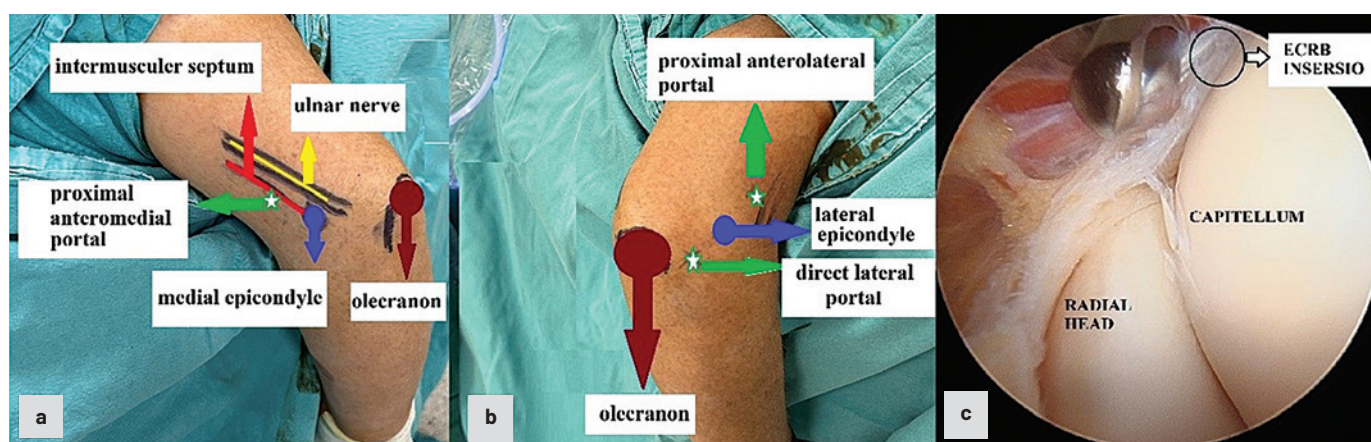 intermusculer septum
ulnar nerve
proximal
anteromedial
portal
medial epicondyle
olecranon
a
proximal anterolateral
portal
lateral
epicondyle
direct lateral
portal
olecranon
b
ECRB
INSERSIO
CAPITELLUM
RADIAL
HEAD
c